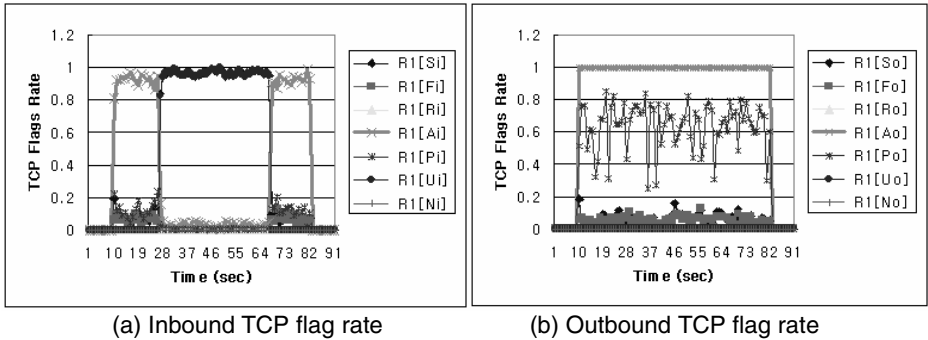 1.2
1
0.8
0.6
0.4
0.2
0
TCP Flags Rate
1 10 19 28 37 46 55 64 73 82 91
Time (sec)
R1[Si]
R1[Fi]
R1[Ri]
R1[Ai]
R1[Pi]
R1[Ui]
R1[Ni]
(a) Inbound TCP flag rate
1.2
1
0.8
0.6
0.4
0.2
0
TCP Flags Rate
1 10 19 28 37 46 55 64 73 82 91
Time (sec)
R1[So]
R1[Fo]
R1[Ro]
R1[Ao]
R1[Po]
R1[Uo]
R1[No]
(b) Outbound TCP flag rate